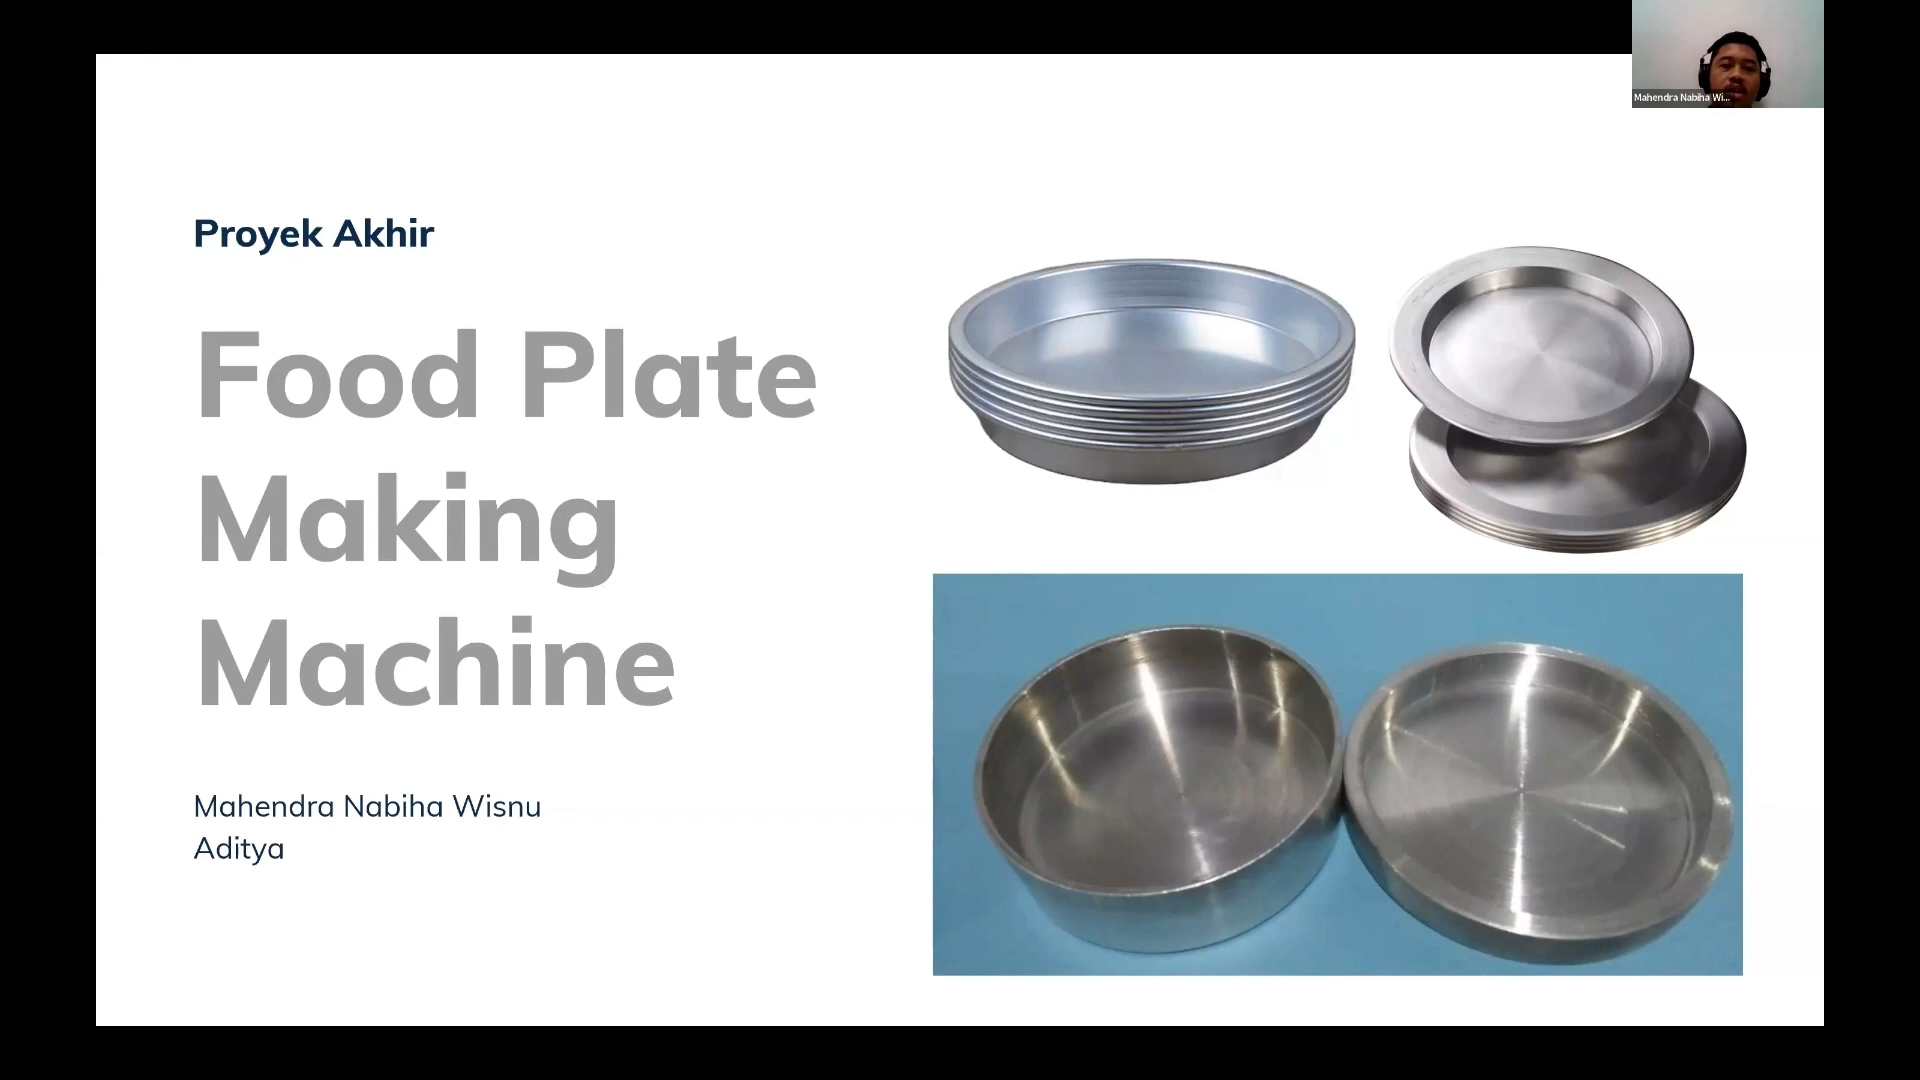 Mahendra Nabiha Wi...
Proyek Akhir
Food Plate
Making
Machine
Mahendra Nabiha Wisnu
Aditya